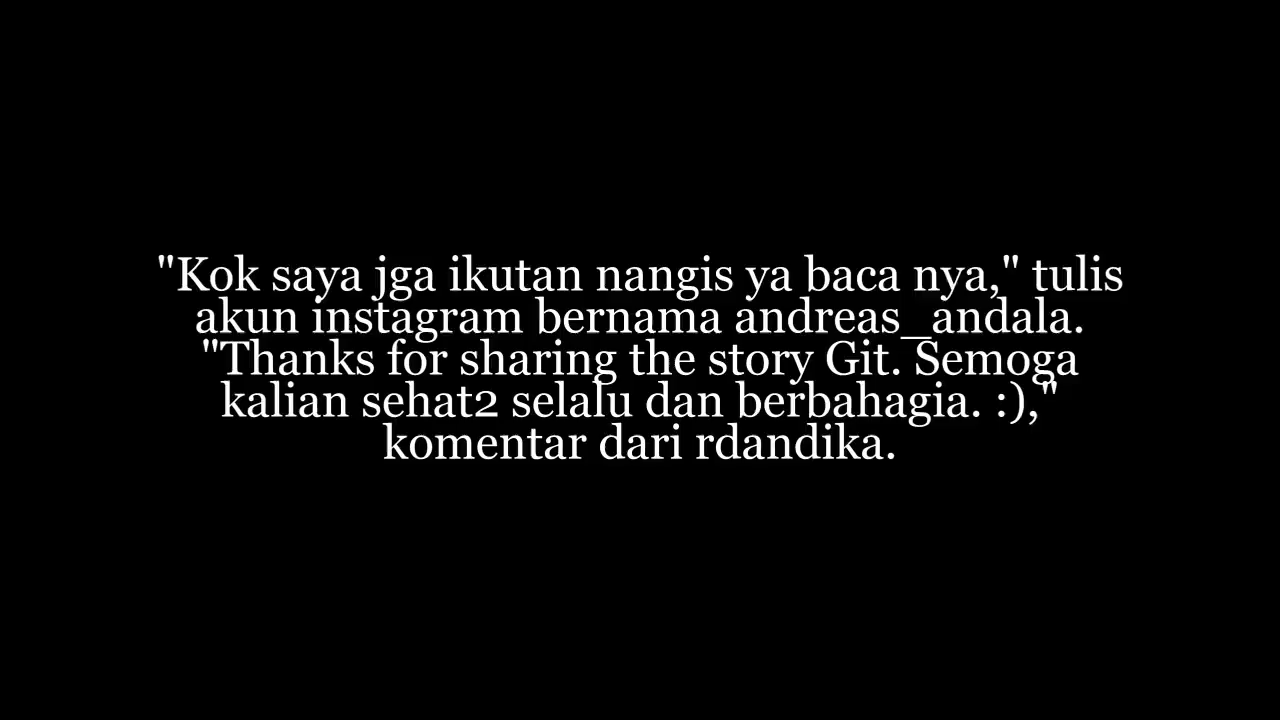 "Kok saya jga ikutan nangis ya baca nya," tulis
akun instagram bernama andreas_andala.
"Thanks for sharing the story Git. Semoga
kalian sehat2 selalu dan berbahagia. :),"
komentar dari rdandika.